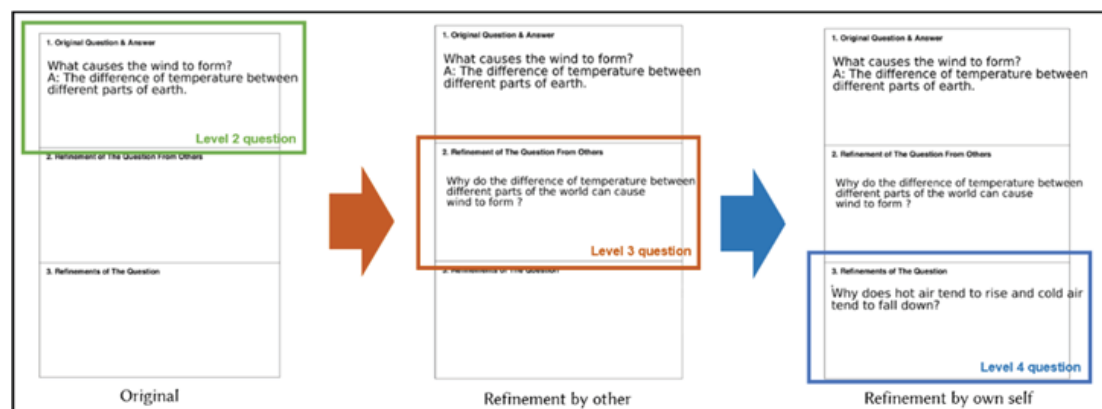 1. Original Question & Answer
What causes the wind to form?
A: The difference of temperature between
different parts of earth.
Level 2 question
2. Refinement of The Question From Others
3. Refinements of The Question
Original
1. Original Question & Answer
What causes the wind to form?
A: The difference of temperature between
different parts of earth.
2. Refinement of The Question From Others
Why do the difference of temperature between
different parts of the world can cause
wind to form ?
Level 3 question
2. Refinements of The Question
Refinement by other
1. Original Question & Answer
What causes the wind to form?
A: The difference of temperature between
different parts of earth.
2. Refinement of The Question From Others
Why do the difference of temperature between
different parts of the world can cause
wind to form ?
3. Refinements of The Question
Why does hot air tend to rise and cold air
tend to fall down?
Level 4 question
Refinement by own self